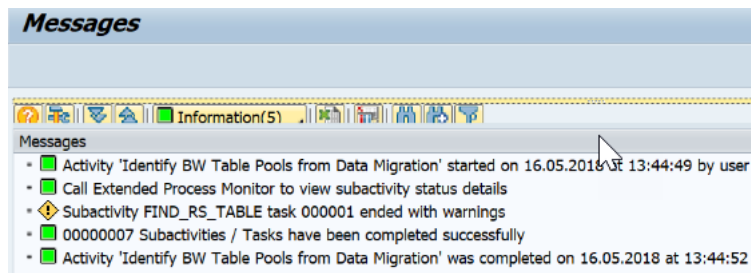 Messages
Information(5)
Messages
Activity 'Identify BW Table Pools from Data Migration' started on 16.05.2018 at 13:44:49 by user
Call Extended Process Monitor to view subactivity status details
Subactivity FIND_RS_TABLE task 000001 ended with warnings
00000007 Subactivities / Tasks have been completed successfully
Activity 'Identify BW Table Pools from Data Migration' was completed on 16.05.2018 at 13:44:52